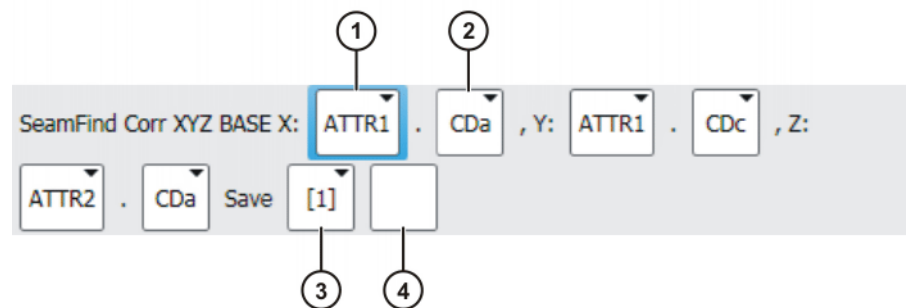 1 2
SeamFind Corr XYZ BASE X: ATTR1 . CDa , Y: ATTR1 . CDc , Z:
ATTR2 . CDa Save [1]
3 4